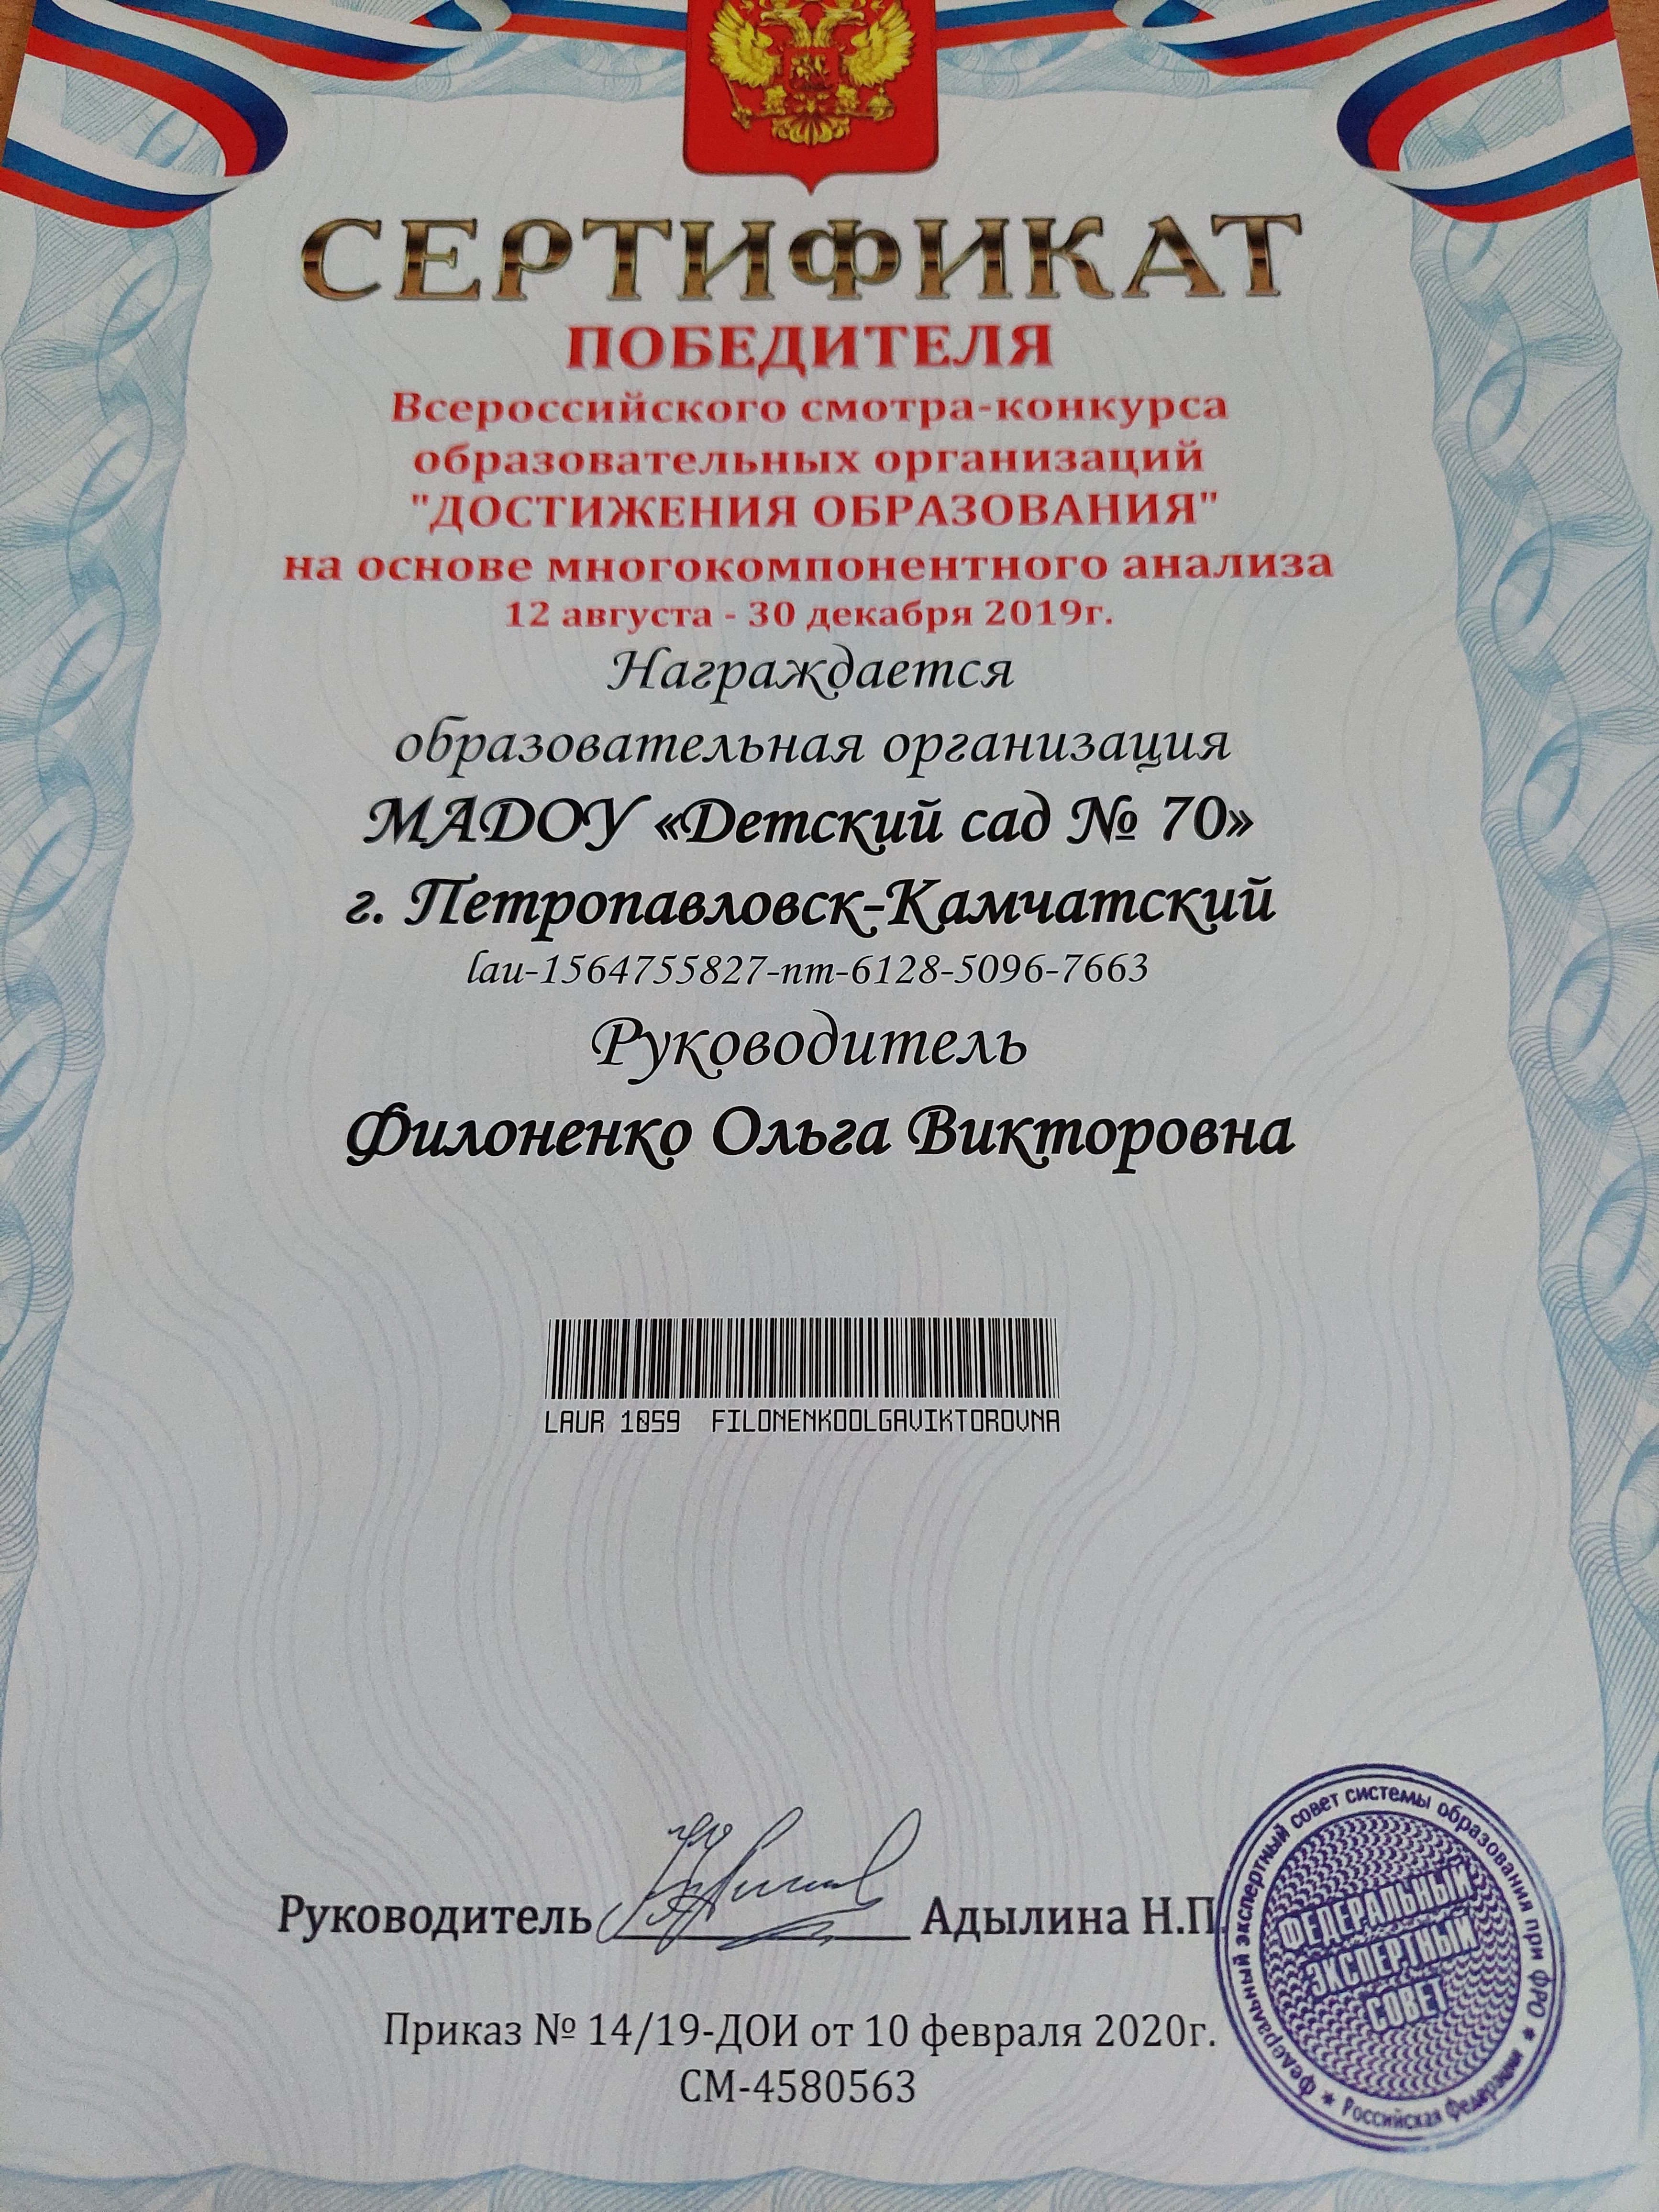 СЕРТИФИКАТ
ПОБЕДИТЕЛЯ
Всероссийского смотра-конкурса
образовательных организаций
"ДОСТИЖЕНИЯ ОБРАЗОВАНИЯ"
на основе многокомпонентного анализа
12 августа - 30 декабря 2019г.
Награждается
образовательная организация
МАДОУ «Детский сад № 70»
г. Петропавловск-Камчатский
lau-1564755827-nm-6128-5096-7663
Руководитель
Филоненко Ольга Викторовна
LAUR 1059 FILONENKOOLGAVIKTOROVNA
Руководитель Адылина Н.П.
Приказ № 14/19-ДОИ от 10 февраля 2020г.
СМ-4580563
Федеральный экспертный совет системы образования при ФРО
Российская Федерация
ФЕДЕРАЛЬНЫЙ
ЭКСПЕРТНЫЙ
СОВЕТ